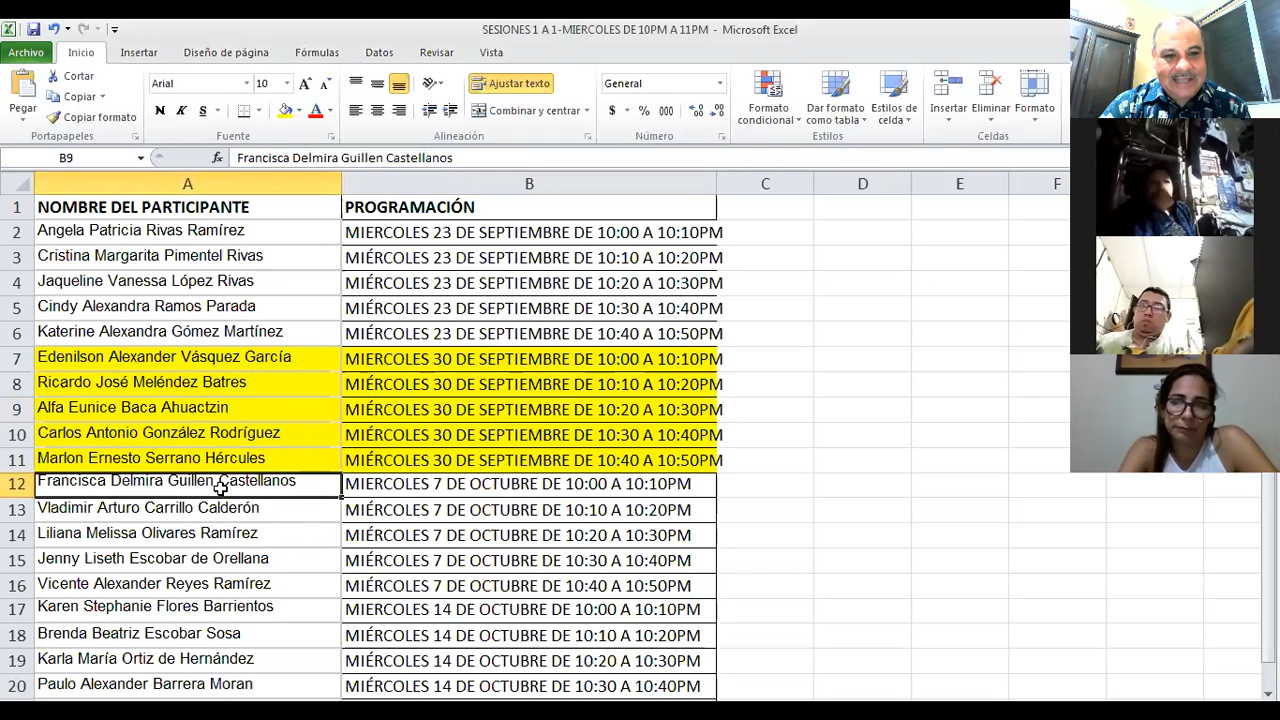 SESIONES 1 A 1-MIERCOLES DE 10PM A 11PM - Microsoft Excel
Archivo Inicio Insertar Diseño de página Fórmulas Datos Revisar Vista
Pegar
Cortar
Copiar
Copiar formato
Portapapeles
Arial 10
N K S
Fuente
Ajustar texto
Combinar y centrar
Alineación
General
$ % 000
Número
Formato condicional
Dar formato como tabla
Estilos de celda
Estilos
Insertar Eliminar Formato
Celdas
B9 fx Francisca Delmira Guillen Castellanos
A B C D E F
1 NOMBRE DEL PARTICIPANTE PROGRAMACIÓN
2 Angela Patricia Rivas Ramírez MIERCOLES 23 DE SEPTIEMBRE DE 10:00 A 10:10PM
3 Cristina Margarita Pimentel Rivas MIÉRCOLES 23 DE SEPTIEMBRE DE 10:10 A 10:20PM
4 Jaqueline Vanessa López Rivas MIÉRCOLES 23 DE SEPTIEMBRE DE 10:20 A 10:30PM
5 Cindy Alexandra Ramos Parada MIÉRCOLES 23 DE SEPTIEMBRE DE 10:30 A 10:40PM
6 Katerine Alexandra Gómez Martínez MIÉRCOLES 23 DE SEPTIEMBRE DE 10:40 A 10:50PM
7 Edenilson Alexander Vásquez García MIERCOLES 30 DE SEPTIEMBRE DE 10:00 A 10:10PM
8 Ricardo José Meléndez Batres MIÉRCOLES 30 DE SEPTIEMBRE DE 10:10 A 10:20PM
9 Alfa Eunice Baca Ahuactzin MIÉRCOLES 30 DE SEPTIEMBRE DE 10:20 A 10:30PM
10 Carlos Antonio González Rodríguez MIÉRCOLES 30 DE SEPTIEMBRE DE 10:30 A 10:40PM
11 Marlon Ernesto Serrano Hércules MIÉRCOLES 30 DE SEPTIEMBRE DE 10:40 A 10:50PM
12 Francisca Delmira Guillen Castellanos MIERCOLES 7 DE OCTUBRE DE 10:00 A 10:10PM
13 Vladimir Arturo Carrillo Calderón MIÉRCOLES 7 DE OCTUBRE DE 10:10 A 10:20PM
14 Liliana Melissa Olivares Ramírez MIÉRCOLES 7 DE OCTUBRE DE 10:20 A 10:30PM
15 Jenny Liseth Escobar de Orellana MIÉRCOLES 7 DE OCTUBRE DE 10:30 A 10:40PM
16 Vicente Alexander Reyes Ramírez MIÉRCOLES 7 DE OCTUBRE DE 10:40 A 10:50PM
17 Karen Stephanie Flores Barrientos MIERCOLES 14 DE OCTUBRE DE 10:00 A 10:10PM
18 Brenda Beatriz Escobar Sosa MIÉRCOLES 14 DE OCTUBRE DE 10:10 A 10:20PM
19 Karla María Ortiz de Hernández MIÉRCOLES 14 DE OCTUBRE DE 10:20 A 10:30PM
20 Paulo Alexander Barrera Moran MIÉRCOLES 14 DE OCTUBRE DE 10:30 A 10:40PM